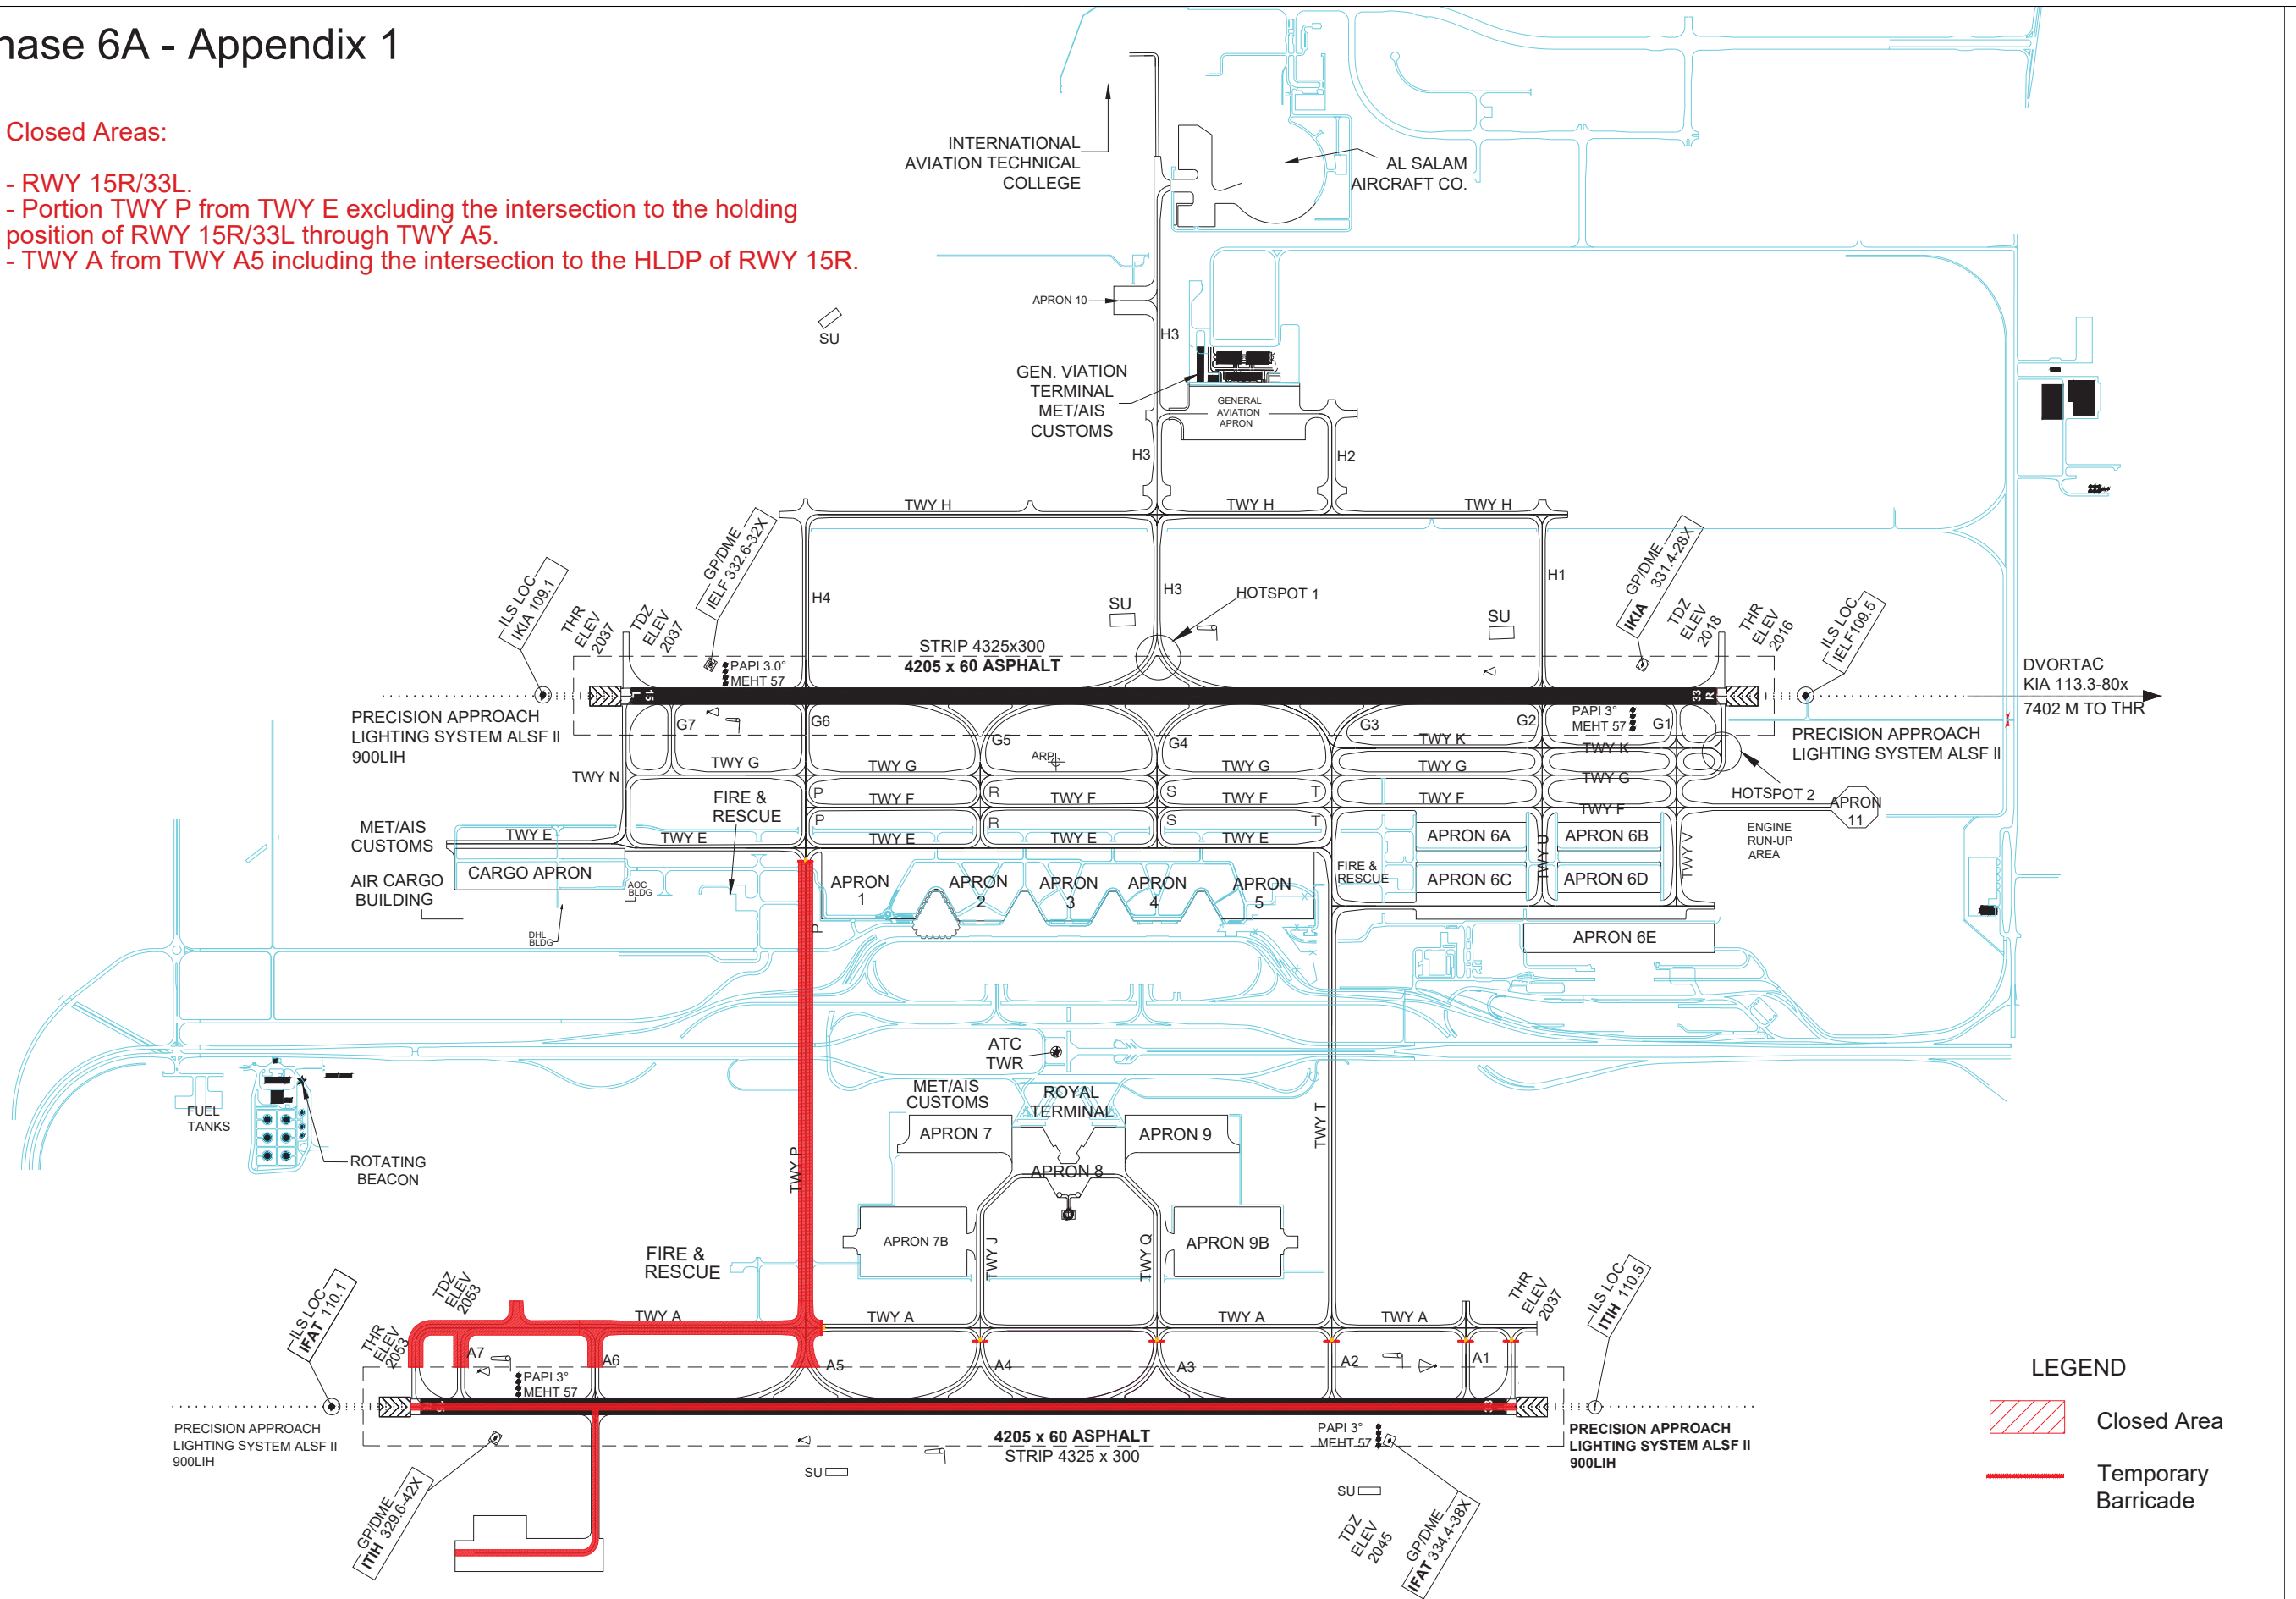 hase 6A - Appendix 1
Closed Areas:
- RWY 15R/33L.
- Portion TWY P from TWY E excluding the intersection to the holding
position of RWY 15R/33L through TWY A5.
- TWY A from TWY A5 including the intersection to the HLDP of RWY 15R.
INTERNATIONAL
AVIATION TECHNICAL
COLLEGE
AL SALAM
AIRCRAFT CO.
APRON 10
H3
SU
GEN. VIATION
TERMINAL
MET/AIS
CUSTOMS
GENERAL
AVIATION
APRON
H3
H2
TWY H
TWY H
TWY H
ILS LOC
IKIA 109.1
THR
ELEV
2037
TDZ
ELEV
2037
GP/DME
IELF 332.6-32X
H4
SU
H3
HOTSPOT 1
SU
H1
GP/DME
IKIA 331.4-28X
TDZ
ELEV
2018
THR
ELEV
2016
ILS LOC
IELF109.5
STRIP 4325x300
4205 x 60 ASPHALT
PAPI 3.0°
MEHT 57
15
L
33
R
DVORTAC
KIA 113.3-80x
7402 M TO THR
PRECISION APPROACH
LIGHTING SYSTEM ALSF II
900LIH
G7
G6
G5
G4
G3
G2
PAPI 3°
MEHT 57
G1
PRECISION APPROACH
LIGHTING SYSTEM ALSF II
ARP
TWY K
TWY K
TWY N
TWY G
TWY G
TWY G
TWY G
TWY G
FIRE &
RESCUE
P
TWY F
R
TWY F
S
TWY F
T
TWY F
TWY F
HOTSPOT 2
APRON
11
MET/AIS
CUSTOMS
TWY E
TWY E
P
TWY E
R
TWY E
S
TWY E
T
APRON 6A
TWY U
APRON 6B
TWY V
ENGINE
RUN-UP
AREA
AIR CARGO
BUILDING
CARGO APRON
AOC
BLDG
DHL
BLDG
APRON
1
APRON
2
APRON
3
APRON
4
APRON
5
FIRE &
RESCUE
APRON 6C
APRON 6D
P
APRON 6E
ATC
TWR
MET/AIS
CUSTOMS
ROYAL
TERMINAL
FUEL
TANKS
ROTATING
BEACON
TWY P
APRON 7
APRON 9
APRON 8
TWY T
APRON 7B
TWY J
TWY Q
APRON 9B
FIRE &
RESCUE
ILS LOC
IFAT 110.1
THR
ELEV
2053
TDZ
ELEV
2053
TWY A
TWY A
TWY A
TWY A
THR
ELEV
2037
ILS LOC
ITIH 110.5
A7
A6
A5
A4
A3
A2
A1
PAPI 3°
MEHT 57
15
33
PRECISION APPROACH
LIGHTING SYSTEM ALSF II
900LIH
4205 x 60 ASPHALT
STRIP 4325 x 300
PAPI 3°
MEHT 57
PRECISION APPROACH
LIGHTING SYSTEM ALSF II
900LIH
GP/DME
ITIH 329.6-42X
SU
SU
TDZ
ELEV
2045
GP/DME
IFAT 334.4-38X
LEGEND
Closed Area
Temporary
Barricade